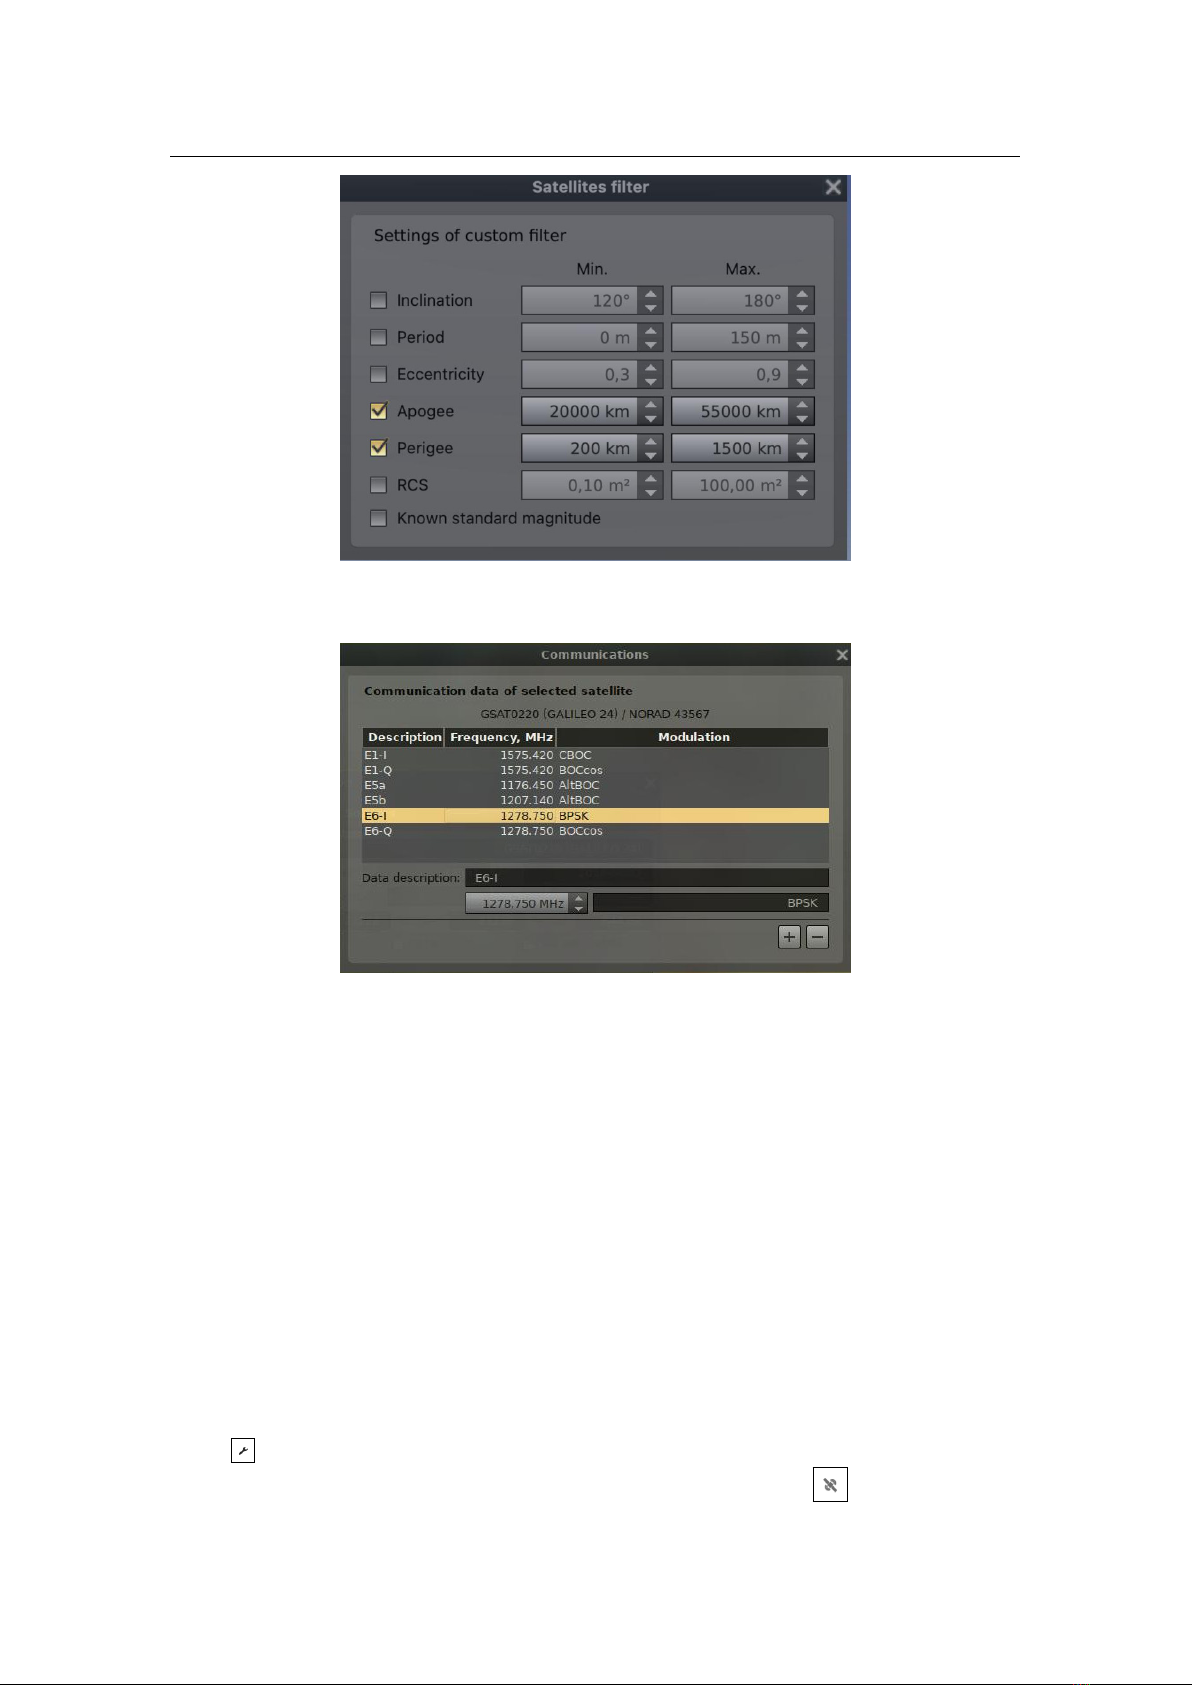 Satellites filter
Settings of custom filter
Min. Max.
Inclination 120° 180°
Period 0 m 150 m
Eccentricity 0,3 0,9
Apogee 20000 km 55000 km
Perigee 200 km 1500 km
RCS 0,10 m² 100,00 m²
Known standard magnitude
Communications
Communication data of selected satellite
GSAT0220 (GALILEO 24) / NORAD 43567
Description Frequency, MHz Modulation
E1-I 1575.420 CBOC
E1-Q 1575.420 BOCcos
E5a 1176.450 AltBOC
E5b 1207.140 AltBOC
E6-I 1278.750 BPSK
E6-Q 1278.750 BOCcos
Data description: E6-I
1278,750 MHz BPSK